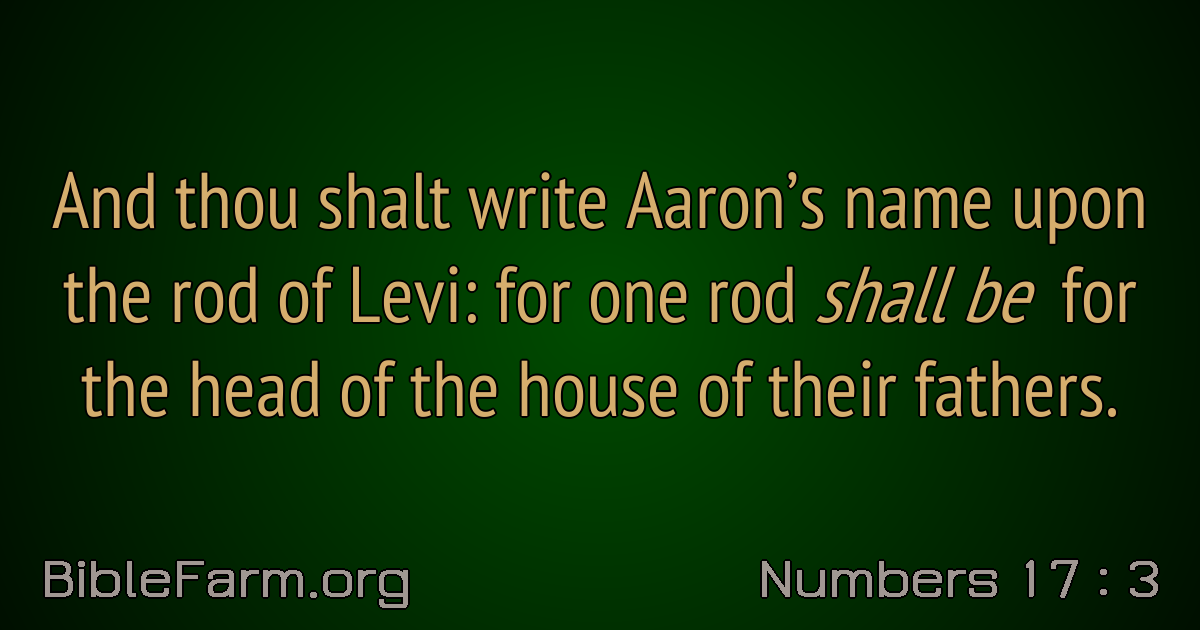 And thou shalt write Aaron’s name upon
the rod of Levi: for one rod shall be for
the head of the house of their fathers.
BibleFarm.org
Numbers 17 : 3